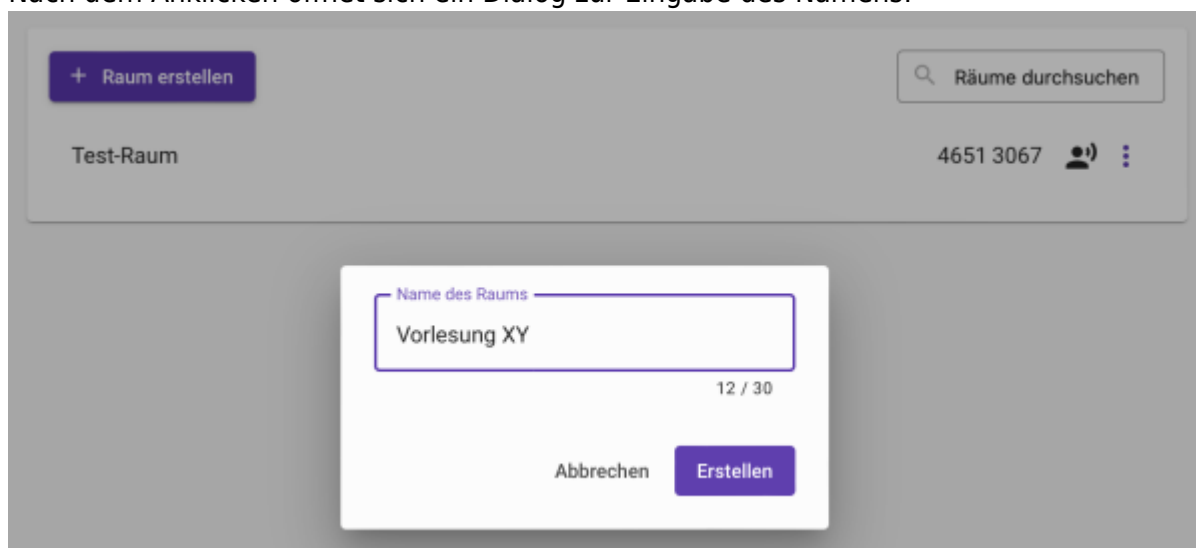 Nach dem Anklicken öffnet sich ein Dialog zur Eingabe des Namens.
+ Raum erstellen
Räume durchsuchen
Test-Raum
4651 3067
Name des Raums
Vorlesung XY
12 / 30
Abbrechen
Erstellen